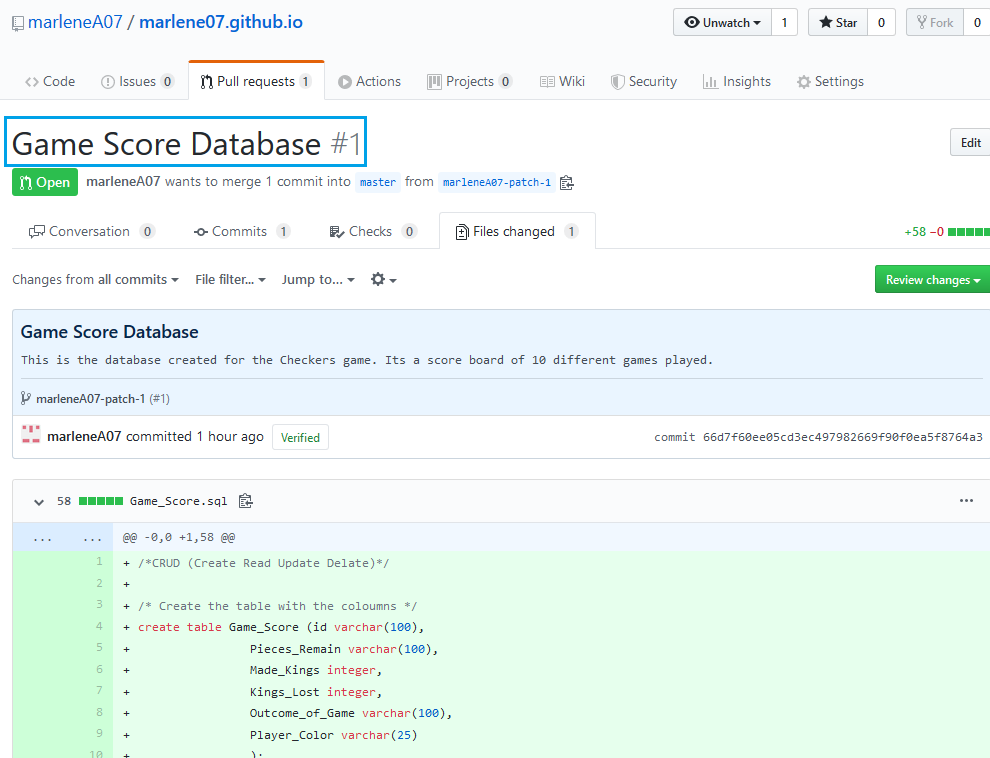 marleneA07 / marlene07.github.io
Unwatch 1 Star 0 Fork 0
Code Issues 0 Pull requests 1 Actions Projects 0 Wiki Security Insights Settings
Game Score Database #1
Edit
Open marleneA07 wants to merge 1 commit into master from marleneA07-patch-1
Conversation 0 Commits 1 Checks 0 Files changed 1 +58 −0
Changes from all commits File filter... Jump to... Review changes
Game Score Database
This is the database created for the Checkers game. Its a score board of 10 different games played.
marleneA07-patch-1 (#1)
marleneA07 committed 1 hour ago Verified commit 66d7f60ee05cd3ec497982669f90f0ea5f8764a3
58 Game_Score.sql ...
... ... @@ -0,0 +1,58 @@
1 + /*CRUD (Create Read Update Delate)*/
2 +
3 + /* Create the table with the coloumns */
4 + create table Game_Score (id varchar(100),
5 + Pieces_Remain varchar(100),
6 + Made_Kings integer,
7 + Kings_Lost integer,
8 + Outcome_of_Game varchar(100),
9 + Player_Color varchar(25)
10 + );